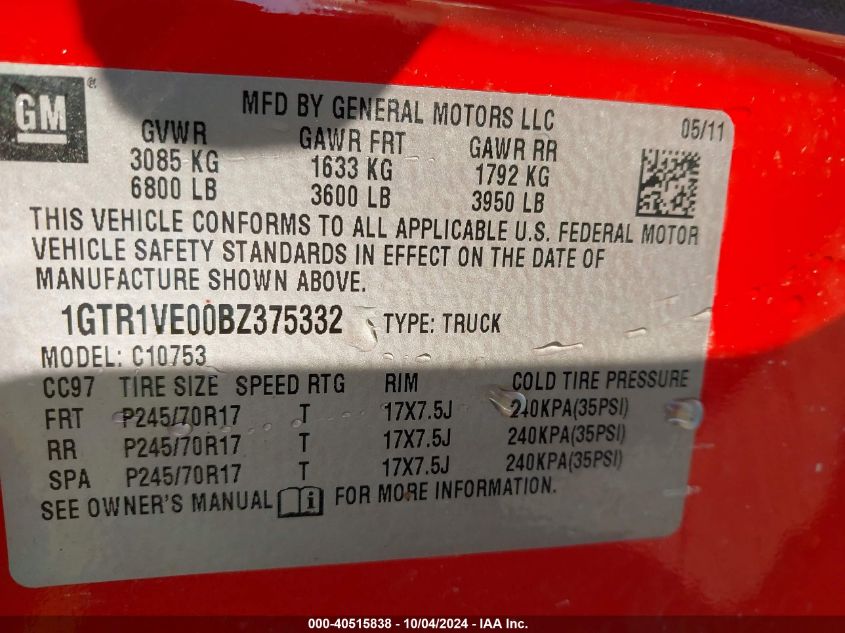 GM ®
MFD BY GENERAL MOTORS LLC
05/11
GVWR GAWR FRT GAWR RR
3085 KG 1633 KG 1792 KG
6800 LB 3600 LB 3950 LB
THIS VEHICLE CONFORMS TO ALL APPLICABLE U.S. FEDERAL MOTOR
VEHICLE SAFETY STANDARDS IN EFFECT ON THE DATE OF
MANUFACTURE SHOWN ABOVE.
1GTR1VE00BZ375332 TYPE: TRUCK
MODEL: C10753
CC97 TIRE SIZE SPEED RTG RIM COLD TIRE PRESSURE
FRT P245/70R17 T 17X7.5J 240KPA(35PSI)
RR P245/70R17 T 17X7.5J 240KPA(35PSI)
SPA P245/70R17 T 17X7.5J 240KPA(35PSI)
SEE OWNER'S MANUAL i FOR MORE INFORMATION.
000-40515838 - 10/04/2024 - IAA Inc.